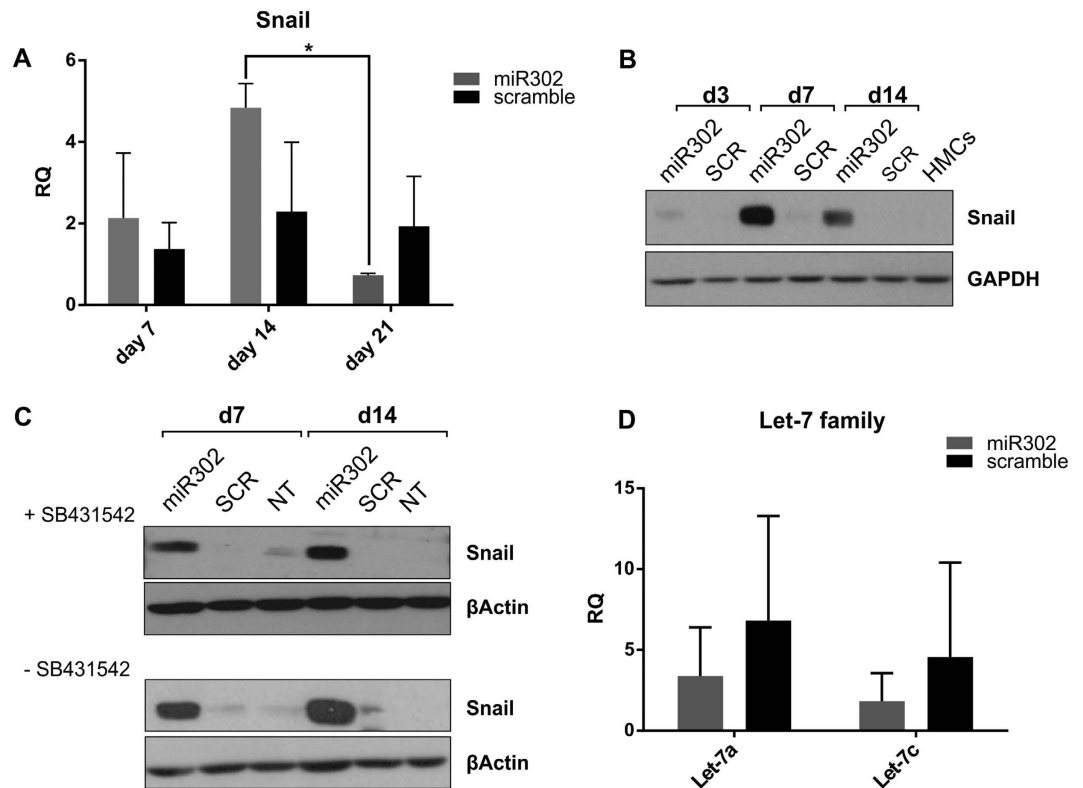 Snail
A
6
4
2
0
RQ
*
miR302
scramble
day 7
day 14
day 21
B
d3
d7
d14
miR302
SCR
miR302
SCR
miR302
SCR
HMCs
Snail
GAPDH
C
d7
d14
miR302
SCR
NT
miR302
SCR
NT
+ SB431542
Snail
βActin
- SB431542
Snail
βActin
D
Let-7 family
miR302
scramble
15
10
5
0
RQ
Let-7a
Let-7c